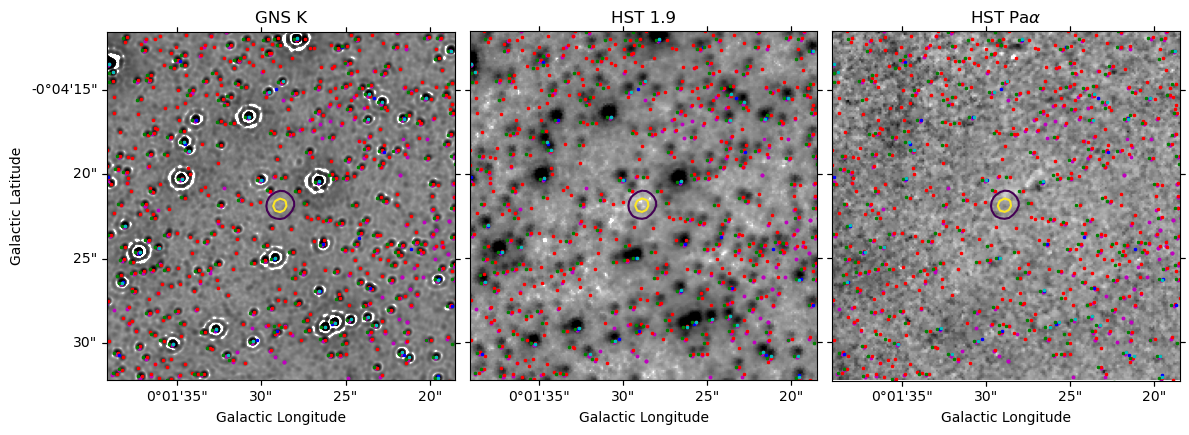 GNS K
HST 1.9
HST Paα
Galactic Latitude
-0°04'15"
20"
25"
30"
0°01'35" 30" 25" 20"
0°01'35" 30" 25" 20"
0°01'35" 30" 25" 20"
Galactic Longitude
Galactic Longitude
Galactic Longitude